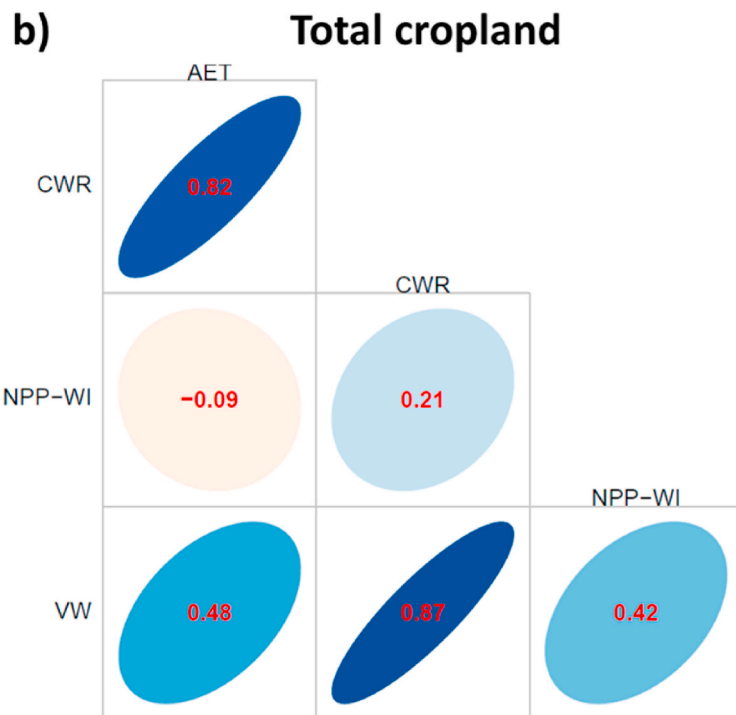 b) Total cropland
AET
CWR 0.82
CWR
NPP−WI −0.09 0.21
NPP−WI
VW 0.48 0.87 0.42